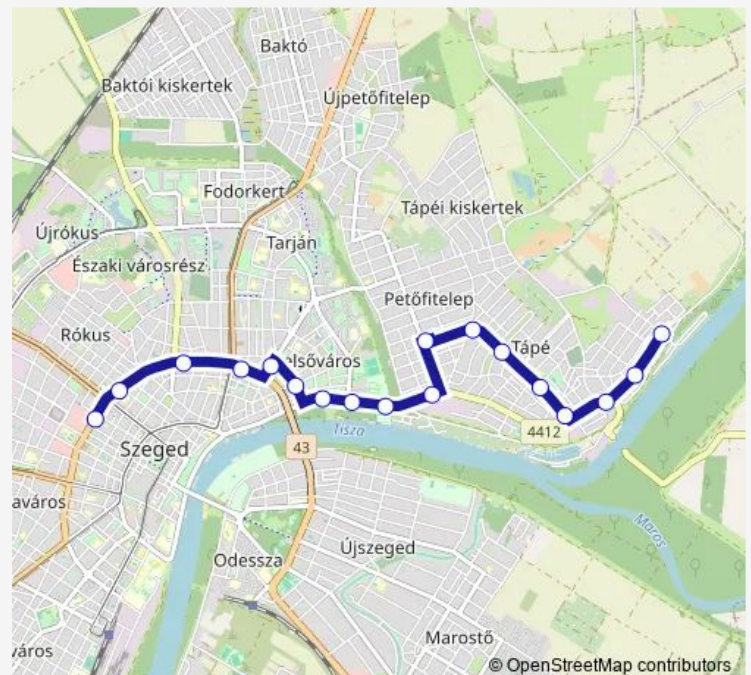 Baktó
Baktói kiskertek
Újpetőfitelep
Fodorkert
Tápéi kiskertek
Újrókus
Tarján
Északi városrész
Petőfitelep
Rókus
elsőváros
Tápé
Tisza
4412
43
Szeged
aváros
Maros
Újszeged
Odessza
Marostő
város
© OpenStreetMap contributors